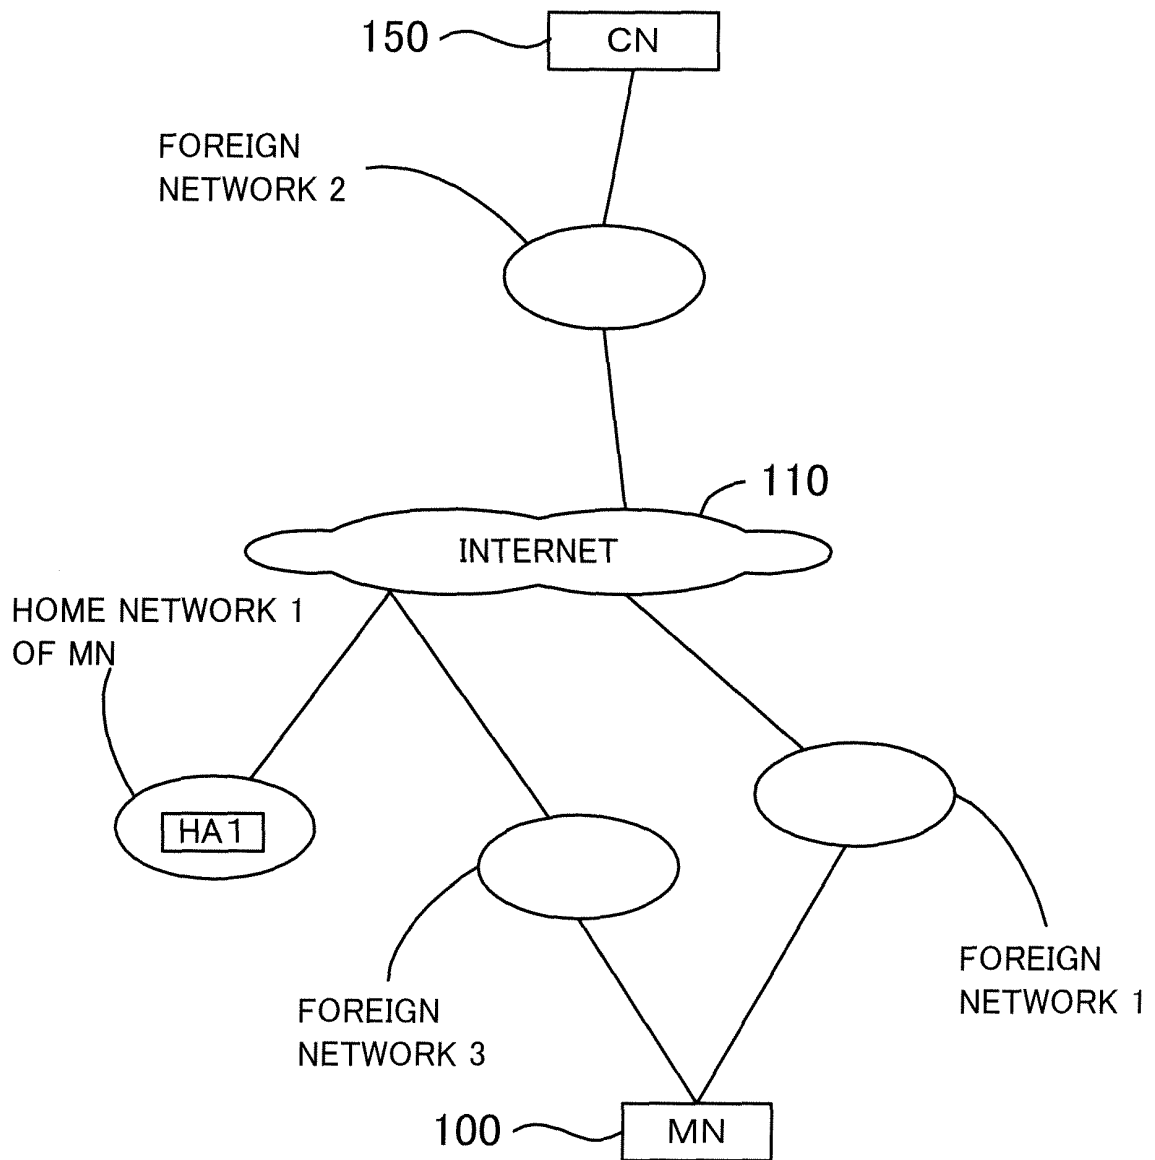 150
CN
FOREIGN
NETWORK 2
110
INTERNET
HOME NETWORK 1
OF MN
HA1
FOREIGN
NETWORK 1
FOREIGN
NETWORK 3
100
MN